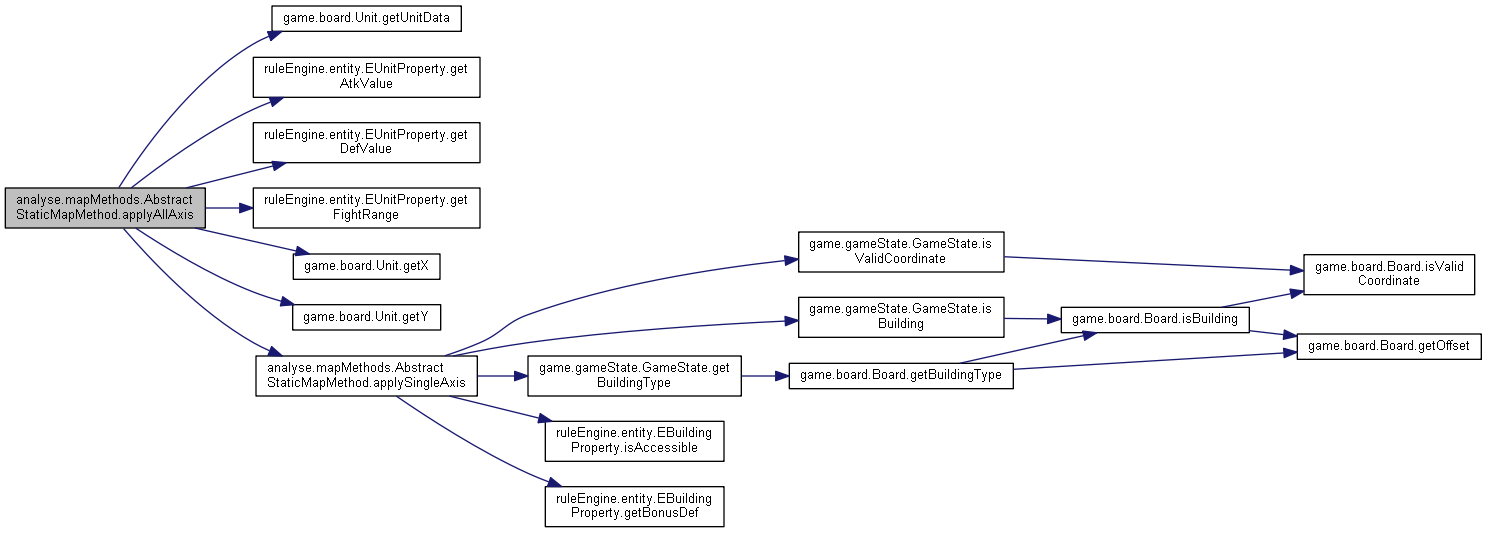 game.board.Unit.getUnitData
ruleEngine.entity.EUnitProperty.get
AtkValue
ruleEngine.entity.EUnitProperty.get
DefValue
analyse.mapMethods.Abstract
StaticMapMethod.applyAllAxis
ruleEngine.entity.EUnitProperty.get
FightRange
game.board.Unit.getX
game.board.Unit.getY
analyse.mapMethods.Abstract
StaticMapMethod.applySingleAxis
game.gameState.GameState.is
ValidCoordinate
game.gameState.GameState.is
Building
game.gameState.GameState.get
BuildingType
ruleEngine.entity.EBuilding
Property.isAccessible
ruleEngine.entity.EBuilding
Property.getBonusDef
game.board.Board.getBuildingType
game.board.Board.isBuilding
game.board.Board.isValid
Coordinate
game.board.Board.getOffset